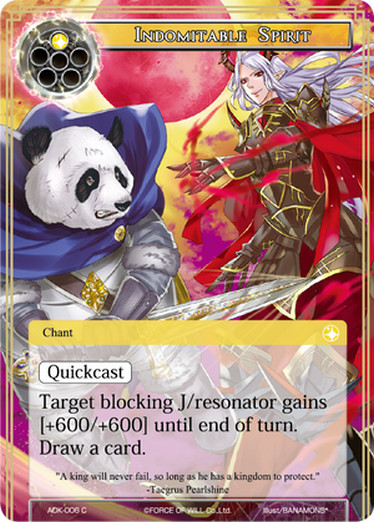 Indomitable Spirit
Chant
Quickcast
Target blocking J/resonator gains
[+600/+600] until end of turn.
Draw a card.
"A king will never fail, so long as he has a kingdom to protect."
-Taegrus Pearlshine
ADK-006 C ©FORCE OF WILL Co.,Ltd. Illust/BANAMONS*